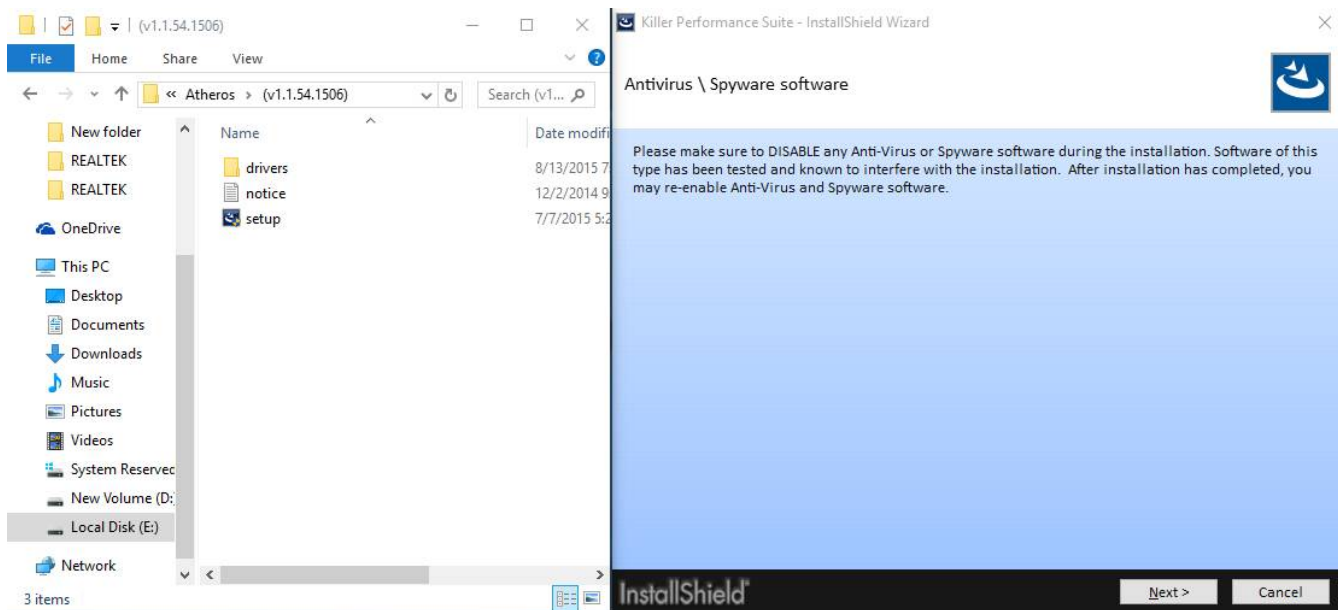 (v1.1.54.1506)
File Home Share View
« Atheros > (v1.1.54.1506)
Search (v1...
New folder
REALTEK
REALTEK
OneDrive
This PC
Desktop
Documents
Downloads
Music
Pictures
Videos
System Reserved
New Volume (D:)
Local Disk (E:)
Network
Name Date modifi
drivers 8/13/2015 7
notice 12/2/2014 9
setup 7/7/2015 5:2
3 items
Killer Performance Suite - InstallShield Wizard
Antivirus \ Spyware software
Please make sure to DISABLE any Anti-Virus or Spyware software during the installation. Software of this
type has been tested and known to interfere with the installation.  After installation has completed, you
may re-enable Anti-Virus and Spyware software.
InstallShield
Next > Cancel